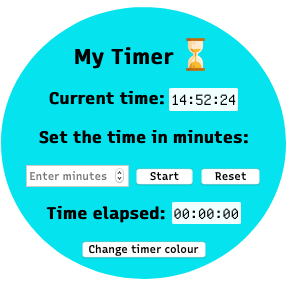 My Timer ⏳
Current time: 14:52:24
Set the time in minutes:
Enter minutes Start Reset
Time elapsed: 00:00:00
Change timer colour